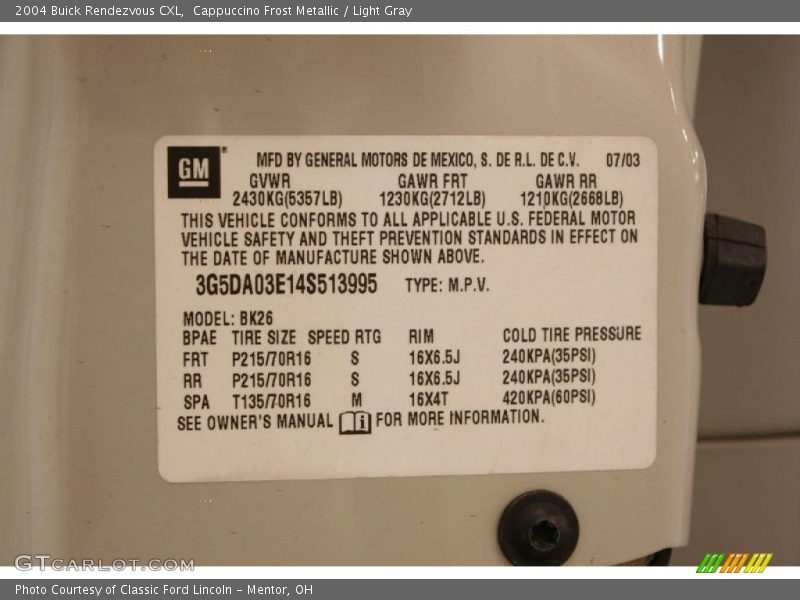 2004 Buick Rendezvous CXL,  Cappuccino Frost Metallic / Light Gray
GM® MFD BY GENERAL MOTORS DE MEXICO, S. DE R.L. DE C.V. 07/03
GVWR GAWR FRT GAWR RR
2430KG(5357LB) 1230KG(2712LB) 1210KG(2668LB)
THIS VEHICLE CONFORMS TO ALL APPLICABLE U.S. FEDERAL MOTOR
VEHICLE SAFETY AND THEFT PREVENTION STANDARDS IN EFFECT ON
THE DATE OF MANUFACTURE SHOWN ABOVE.
3G5DA03E14S513995 TYPE: M.P.V.
MODEL: BK26
BPAE TIRE SIZE SPEED RTG RIM COLD TIRE PRESSURE
FRT P215/70R16 S 16X6.5J 240KPA(35PSI)
RR P215/70R16 S 16X6.5J 240KPA(35PSI)
SPA T135/70R16 M 16X4T 420KPA(60PSI)
SEE OWNER'S MANUAL i FOR MORE INFORMATION.
GTCARLOT.COM
Photo Courtesy of Classic Ford Lincoln - Mentor, OH